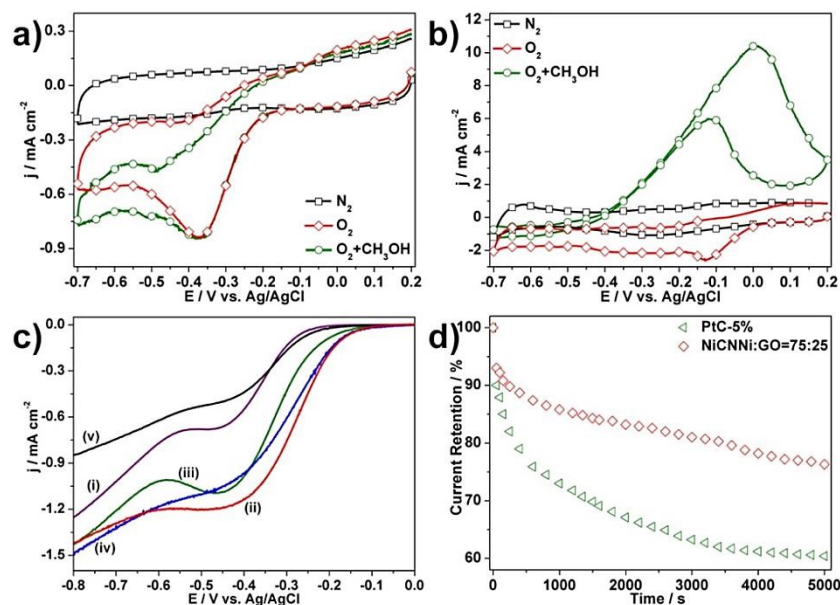 a)
0.3
0.0
-0.3
-0.6
-0.9
j / mA cm-2
N2
O2
O2+CH3OH
-0.7 -0.6 -0.5 -0.4 -0.3 -0.2 -0.1 0.0 0.1 0.2
E / V vs. Ag/AgCl
b)
12
10
8
6
4
2
0
-2
j / mA cm-2
N2
O2
O2+CH3OH
-0.7 -0.6 -0.5 -0.4 -0.3 -0.2 -0.1 0.0 0.1 0.2
E / V vs. Ag/AgCl
c)
0.0
-0.3
-0.6
-0.9
-1.2
-1.5
j / mA cm-2
(v)
(i)
(iii)
(ii)
(iv)
-0.8 -0.7 -0.6 -0.5 -0.4 -0.3 -0.2 -0.1 0.0
E / V vs. Ag/AgCl
d)
100
90
80
70
60
Current Retention / %
PtC-5%
NiCNNi:GO=75:25
0 1000 2000 3000 4000 5000
Time / s